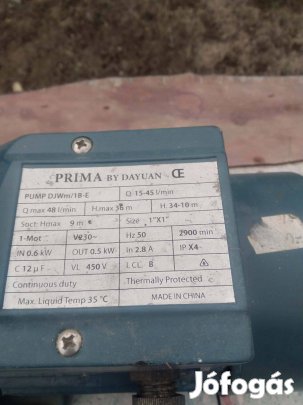 PRIMA BY DAYUAN CE
PUMP DJWm/1B-E Q 15-45 l/min
Q max 48 l/min H.max 36 m H. 34-10 m
Suct. Hmax 9 m Size 1"X1"
1-Mot V230~ Hz 50 2900 min
IN 0.6 kW OUT 0.5 kW In 2.8 A IP X4
C 12 µF VL 450 V I.CL. B
Continuous duty Thermally Protected
Max. Liquid Temp 35℃ MADE IN CHINA
Jófogás